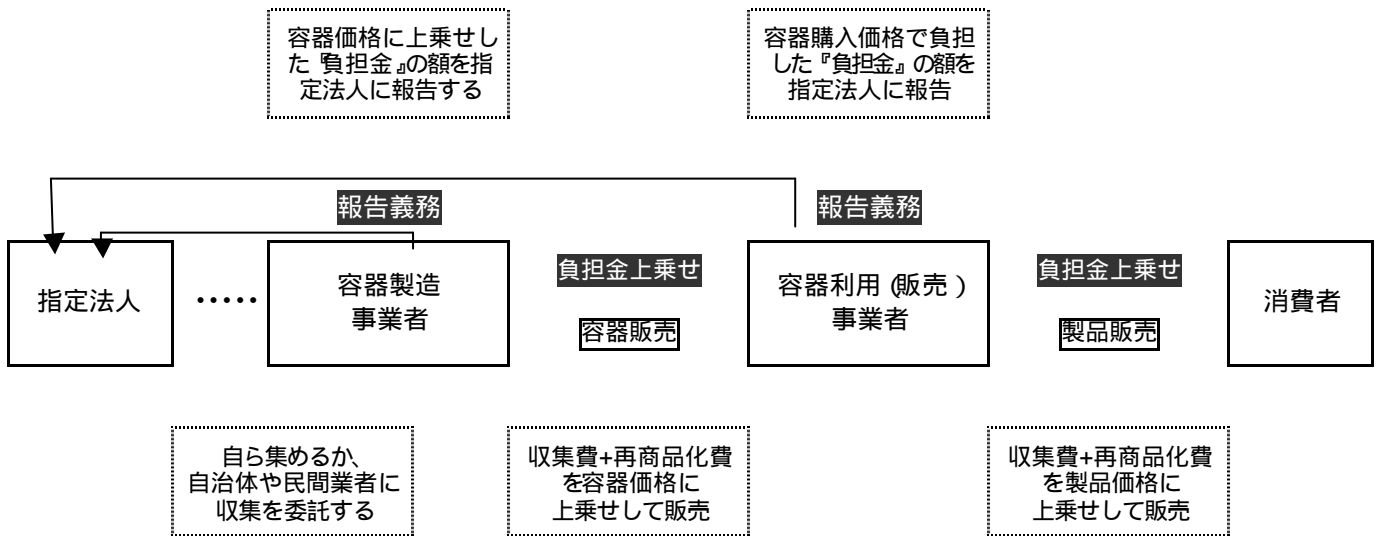 容器価格に上乗せし
た『負担金』の額を指
定法人に報告する
容器購入価格で負担
した『負担金』の額を
指定法人に報告
報告義務
報告義務
指定法人
・・・・・
容器製造
事業者
負担金上乗せ
容器販売
容器利用(販売)
事業者
負担金上乗せ
製品販売
消費者
自ら集めるか、
自治体や民間業者に
収集を委託する
収集費+再商品化費
を容器価格に
上乗せして販売
収集費+再商品化費
を製品価格に
上乗せして販売